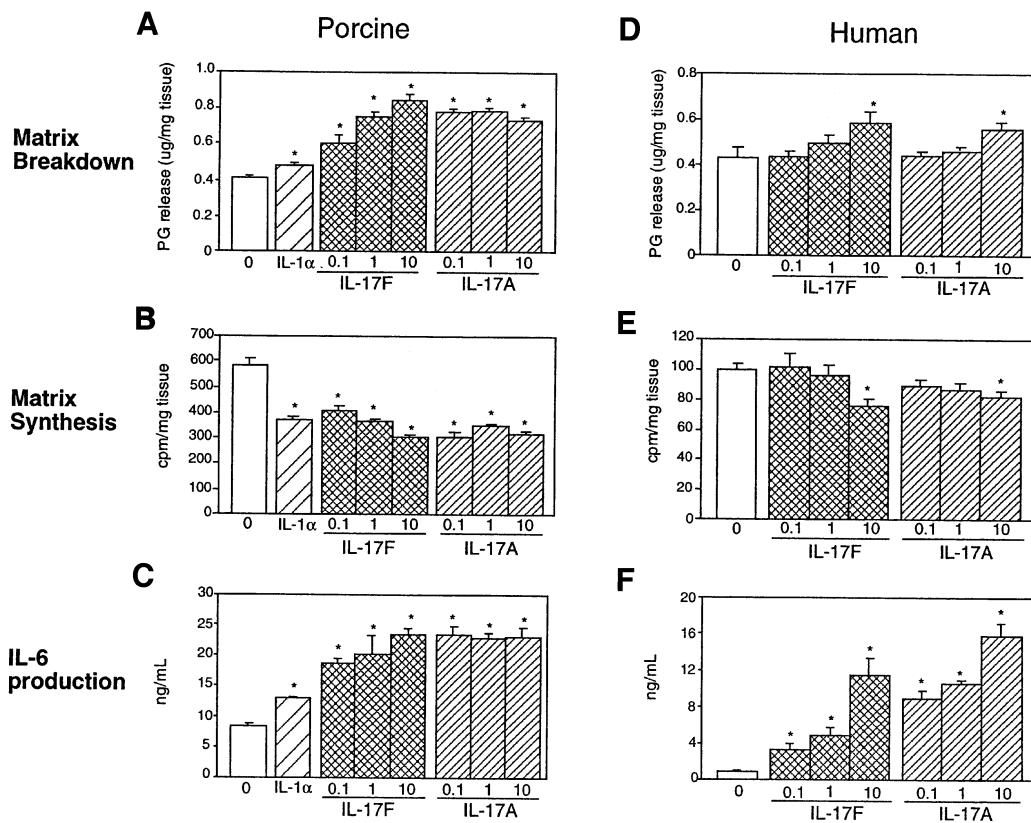 A
Porcine
D
Human
Matrix
Breakdown
PG release (ug/mg tissue)
1.0
0.8
0.6
0.4
0.2
0
* * * * * * *
0 IL-1α 0.1 1 10 0.1 1 10
IL-17F IL-17A
PG release (ug/mg tissue)
0.8
0.6
0.4
0.2
0
* *
0 0.1 1 10 0.1 1 10
IL-17F IL-17A
B
E
Matrix
Synthesis
cpm/mg tissue
700
600
500
400
300
200
100
0
* * * * * * *
0 IL-1α 0.1 1 10 0.1 1 10
IL-17F IL-17A
cpm/mg tissue
120
100
80
60
40
20
0
* *
0 0.1 1 10 0.1 1 10
IL-17F IL-17A
C
F
IL-6
production
ng/mL
30
25
20
15
10
5
0
* * * * * * *
0 IL-1α 0.1 1 10 0.1 1 10
IL-17F IL-17A
ng/mL
20
16
12
8
4
0
* * * * * *
0 0.1 1 10 0.1 1 10
IL-17F IL-17A